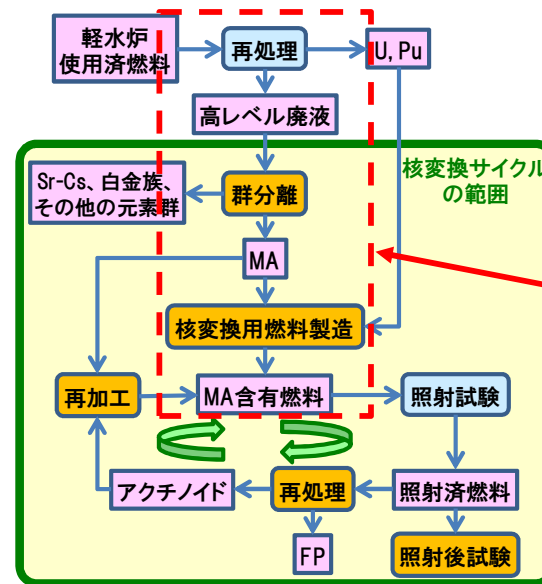 軽水炉
使用済燃料
再処理
U, Pu
高レベル廃液
核変換サイクル
の範囲
Sr-Cs、白金族、
その他の元素群
群分離
MA
核変換用燃料製造
再加工
MA含有燃料
照射試験
アクチノイド
再処理
照射済燃料
FP
照射後試験